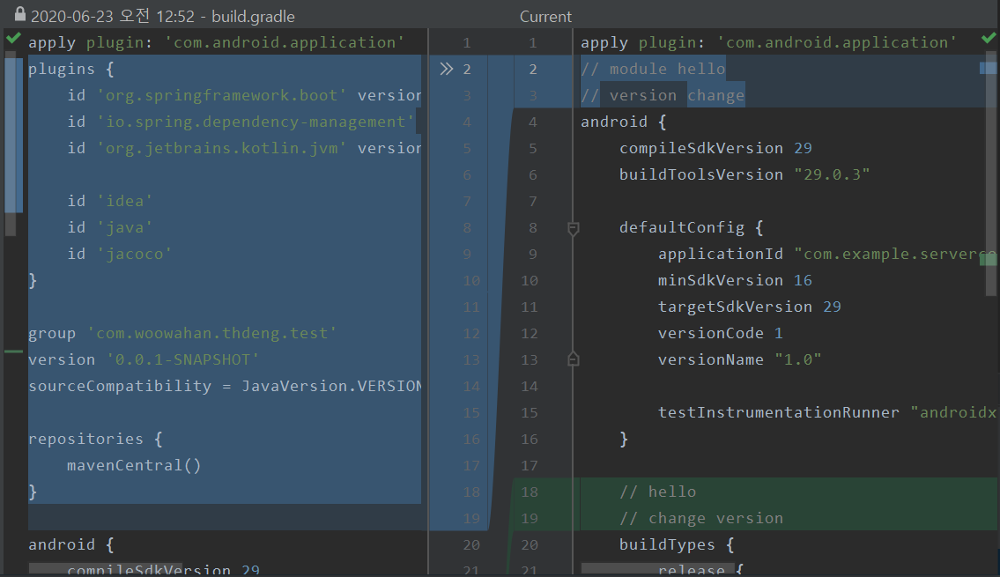 2020-06-23 오전 12:52 - build.gradle
Current
apply plugin: 'com.android.application'
plugins {
id 'org.springframework.boot' version
id 'io.spring.dependency-management'
id 'org.jetbrains.kotlin.jvm' version
id 'idea'
id 'java'
id 'jacoco'
}
group 'com.woowahan.thdeng.test'
version '0.0.1-SNAPSHOT'
sourceCompatibility = JavaVersion.VERSION
repositories {
mavenCentral()
}
android {
compileSdkVersion 29
1
2
3
4
5
6
7
8
9
10
11
12
13
14
15
16
17
18
19
20
21
1
2
3
4
5
6
7
8
9
10
11
12
13
14
15
16
17
18
19
20
21
apply plugin: 'com.android.application'
// module hello
// version change
android {
compileSdkVersion 29
buildToolsVersion "29.0.3"
defaultConfig {
applicationId "com.example.serverco
minSdkVersion 16
targetSdkVersion 29
versionCode 1
versionName "1.0"
testInstrumentationRunner "androidx
}
// hello
// change version
buildTypes {
release {